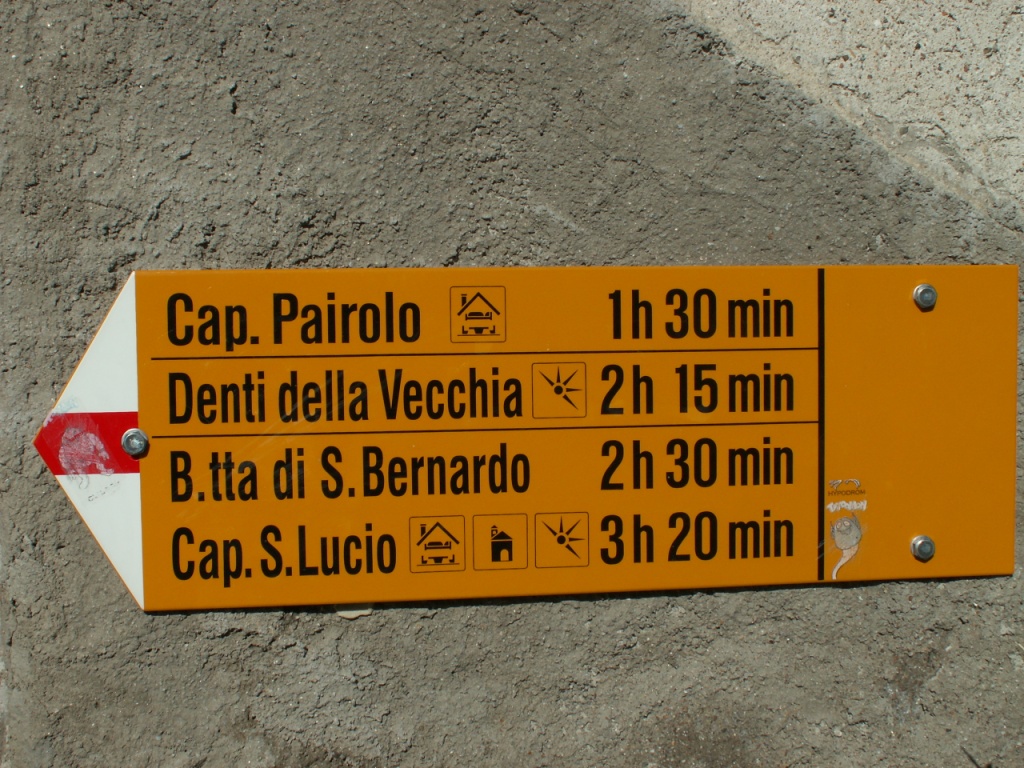 Cap. Pairolo 1h 30 min
Denti della Vecchia 2h 15 min
B.tta di S. Bernardo 2h 30 min
Cap. S. Lucio 3h 20 min